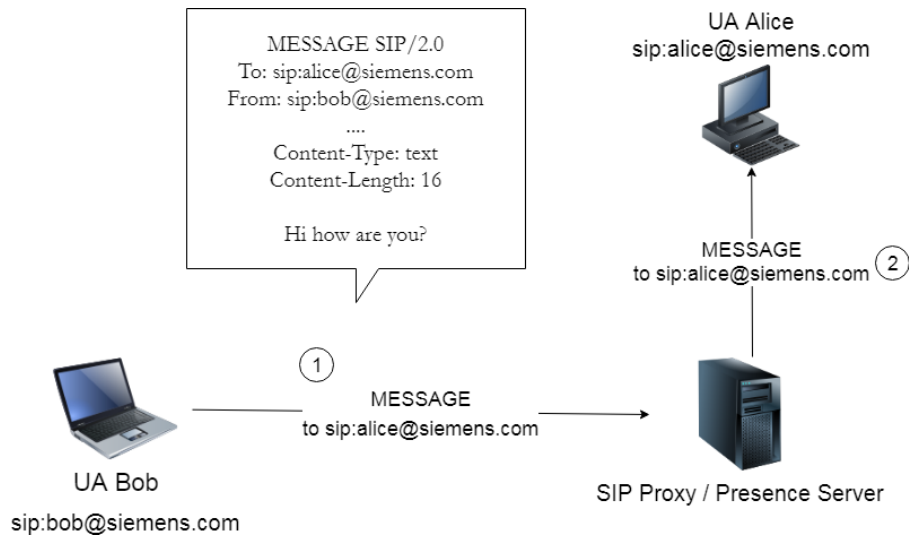 MESSAGE SIP/2.0
To: sip:alice@siemens.com
From: sip:bob@siemens.com
....
Content-Type: text
Content-Length: 16
Hi how are you?
UA Alice
sip:alice@siemens.com
MESSAGE
to sip:alice@siemens.com
2
1
MESSAGE
to sip:alice@siemens.com
UA Bob
sip:bob@siemens.com
SIP Proxy / Presence Server